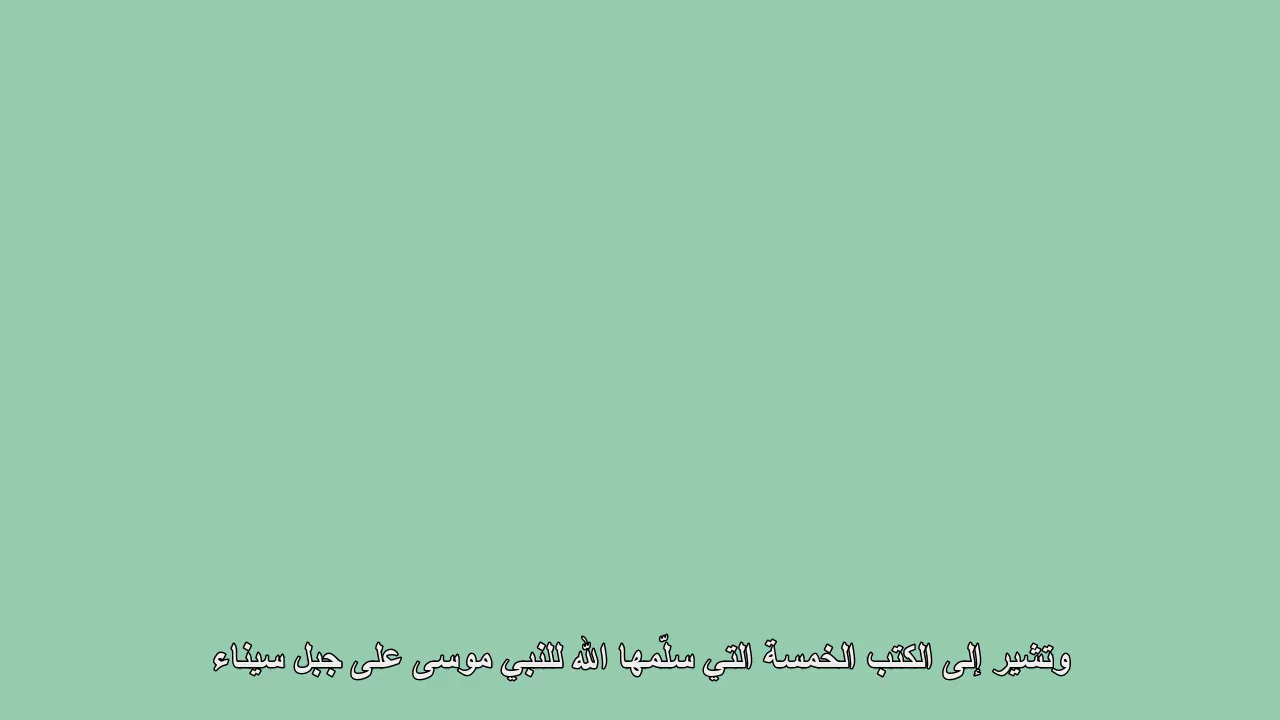 وتشير إلى الكتب الخمسة التي سلّمها الله للنبي موسى على جبل سيناء